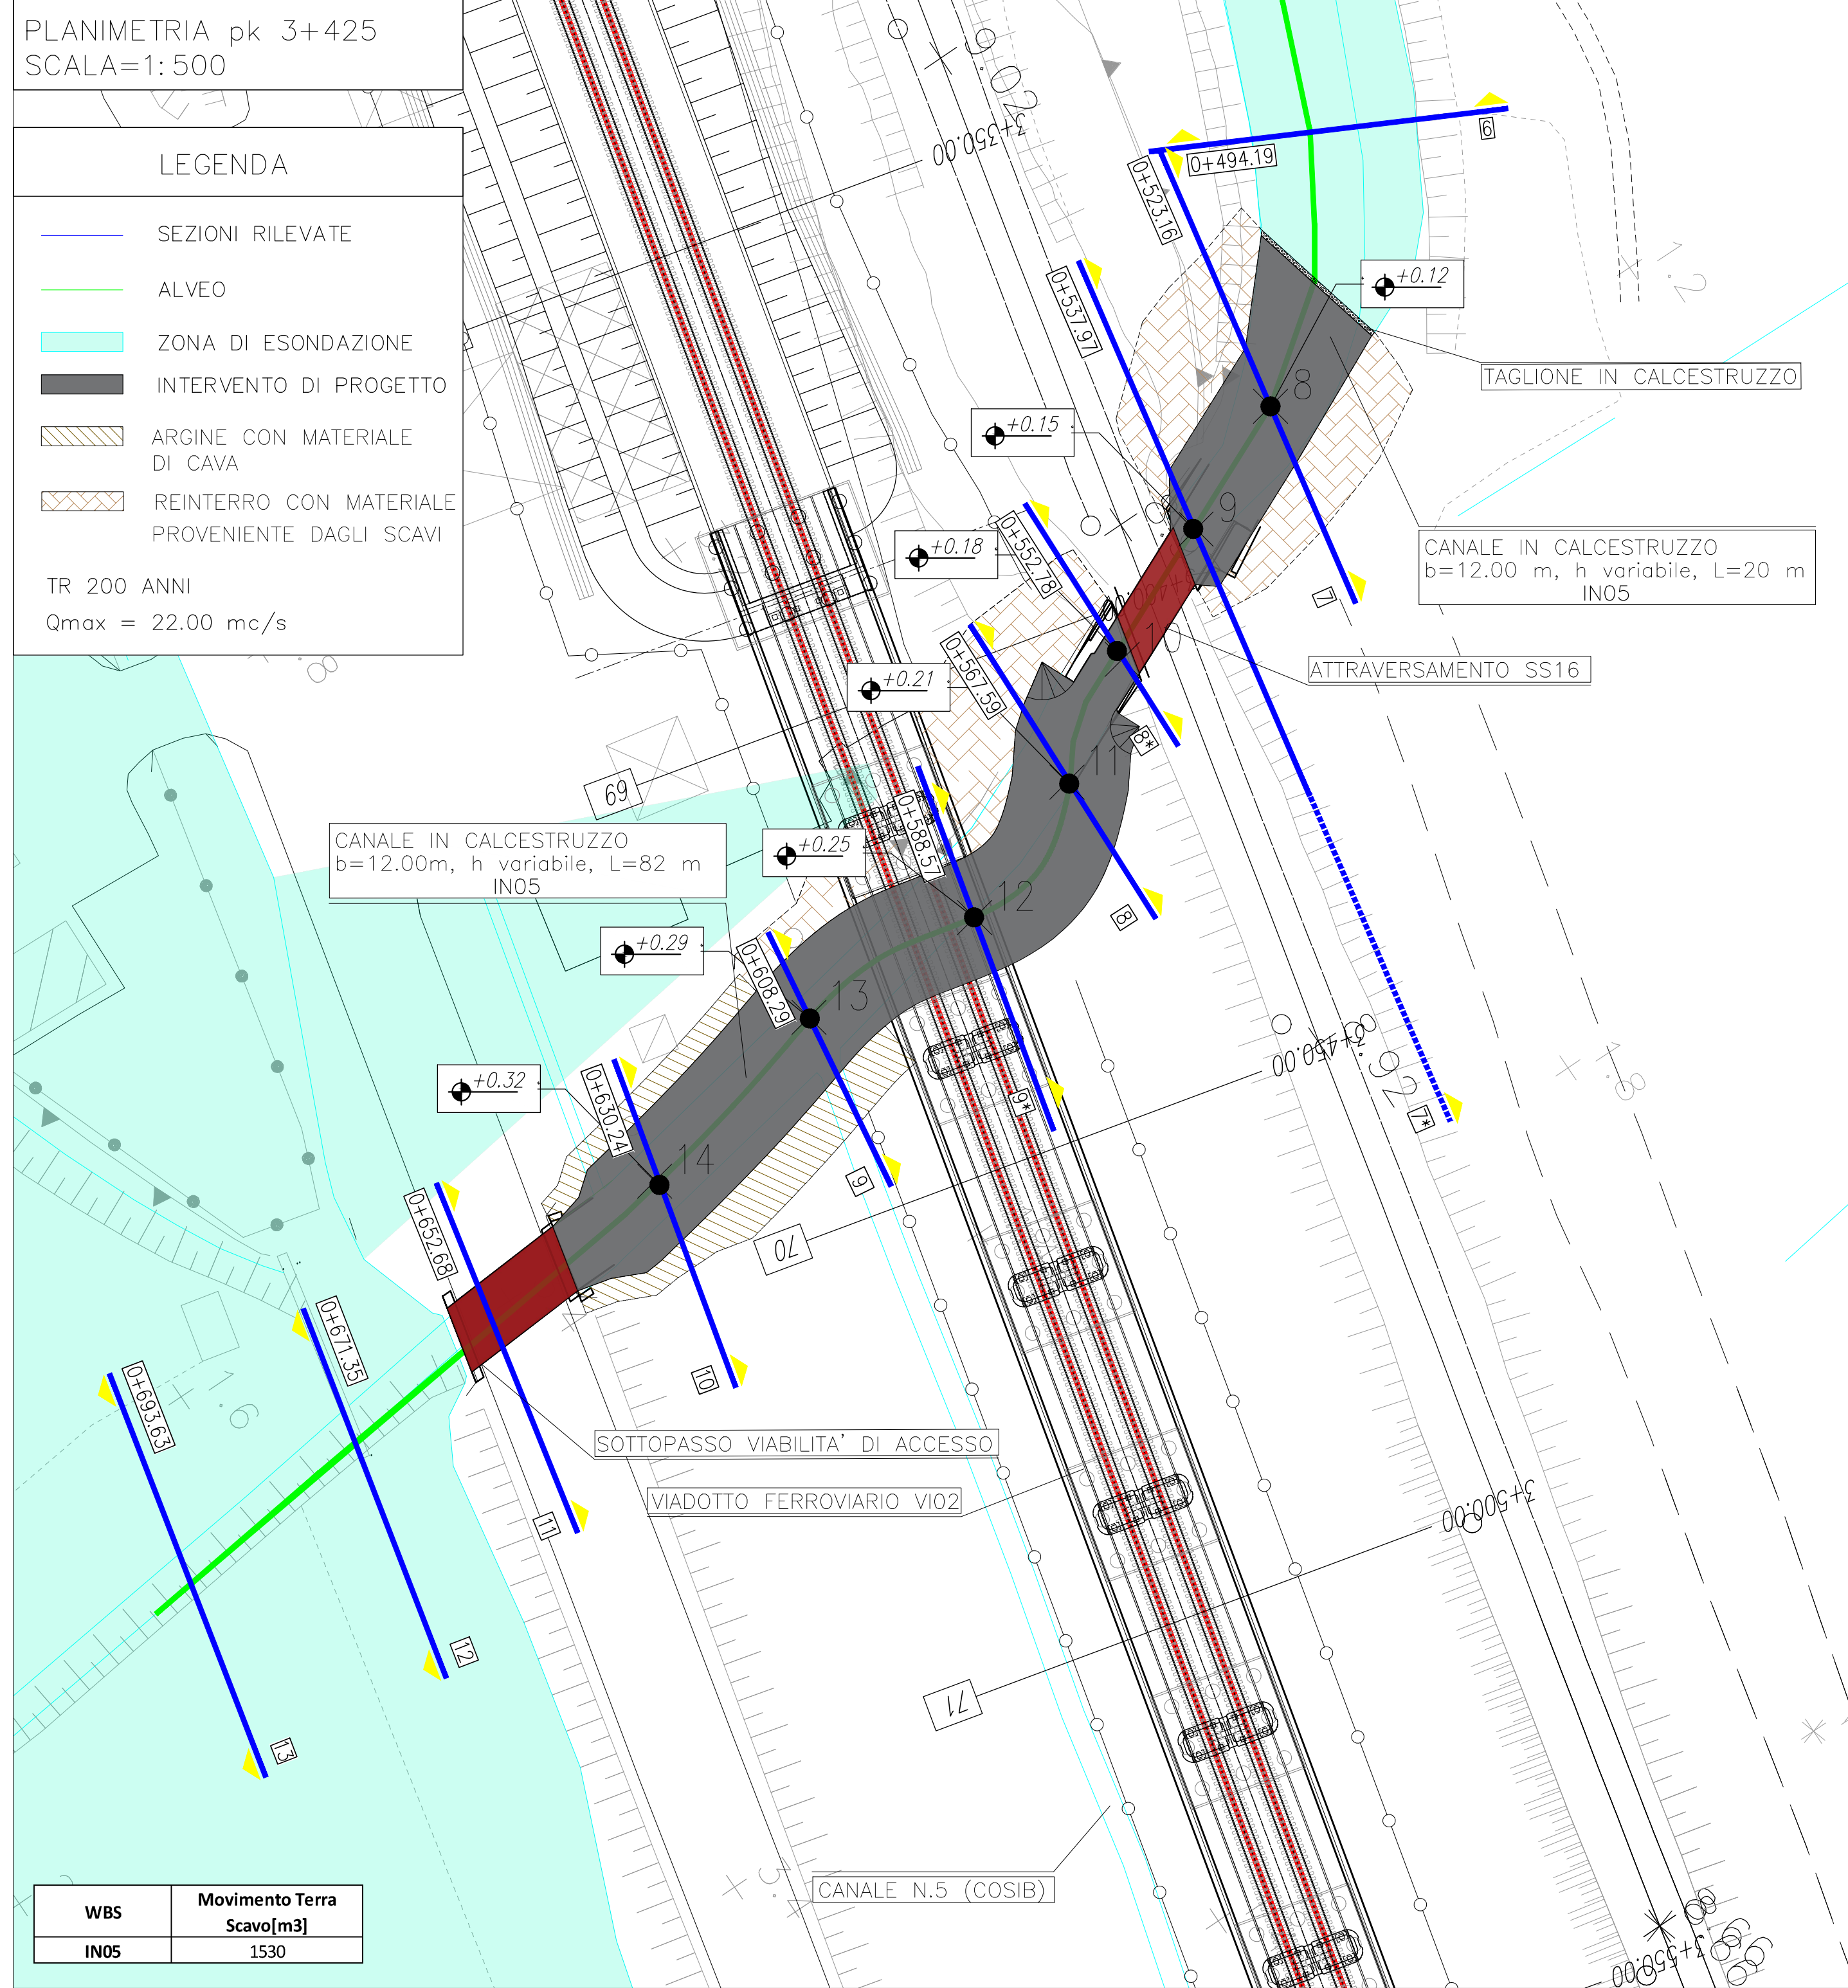 PLANIMETRIA pk 3+425
SCALA=1:500
LEGENDA
SEZIONI RILEVATE
ALVEO
ZONA DI ESONDAZIONE
INTERVENTO DI PROGETTO
ARGINE CON MATERIALE
DI CAVA
REINTERRO CON MATERIALE
PROVENIENTE DAGLI SCAVI
TR 200 ANNI
Qmax = 22.00 mc/s
9.02
3+350.00
6
0+494.19
0+523.16
0+537.97
+0.12
TAGLIONE IN CALCESTRUZZO
8
+0.15
9
0+552.78
+0.18
CANALE IN CALCESTRUZZO
b=12.00 m, h variabile, L=20 m
IN05
7
10
ATTRAVERSAMENTO SS16
0+567.59
+0.21
8*
11
69
0+588.57
CANALE IN CALCESTRUZZO
b=12.00m, h variabile, L=82 m
IN05
+0.25
12
8
+0.29
0+608.29
13
3+450.00
7*
9*
+0.32
0+630.24
14
9
0+652.68
70
0+671.35
0+693.63
10
SOTTOPASSO VIABILITA' DI ACCESSO
VIADOTTO FERROVIARIO VI02
11
3+500.00
12
71
13
CANALE N.5 (COSIB)
3+550.00
WBS
Movimento Terra
Scavo[m3]
IN05
1530